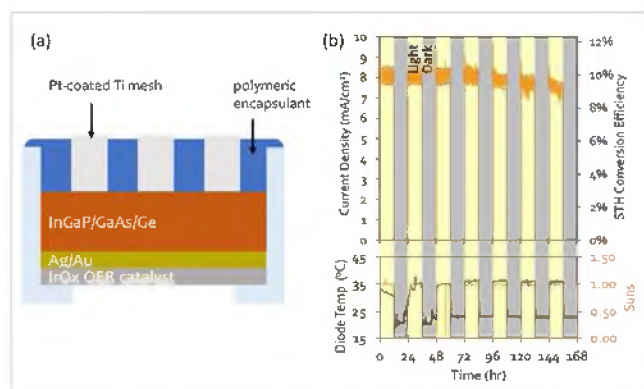 (a)
Pt-coated Ti mesh
polymeric
encapsulant
InGaP/GaAs/Ge
Ag/Au
IrOx OER catalyst
(b)
Current Density (mA/cm²)
10
9
8
7
6
5
4
3
2
1
0
Light
Dark
12%
10%
8%
6%
4%
2%
0%
STH Conversion Efficiency
Diode Temp (ºC)
45
35
25
15
1.50
1.00
0.50
0.00
Suns
0 24 48 72 96 120 144 168
Time (hr)